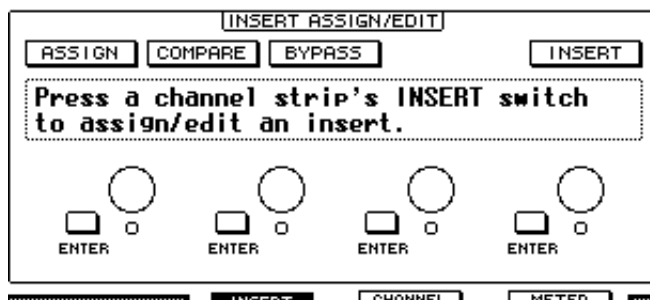 INSERT ASSIGN/EDIT
ASSIGN COMPARE BYPASS INSERT
Press a channel strip's INSERT switch
to assign/edit an insert.
ENTER ENTER ENTER ENTER
INSERT CHANNEL METER